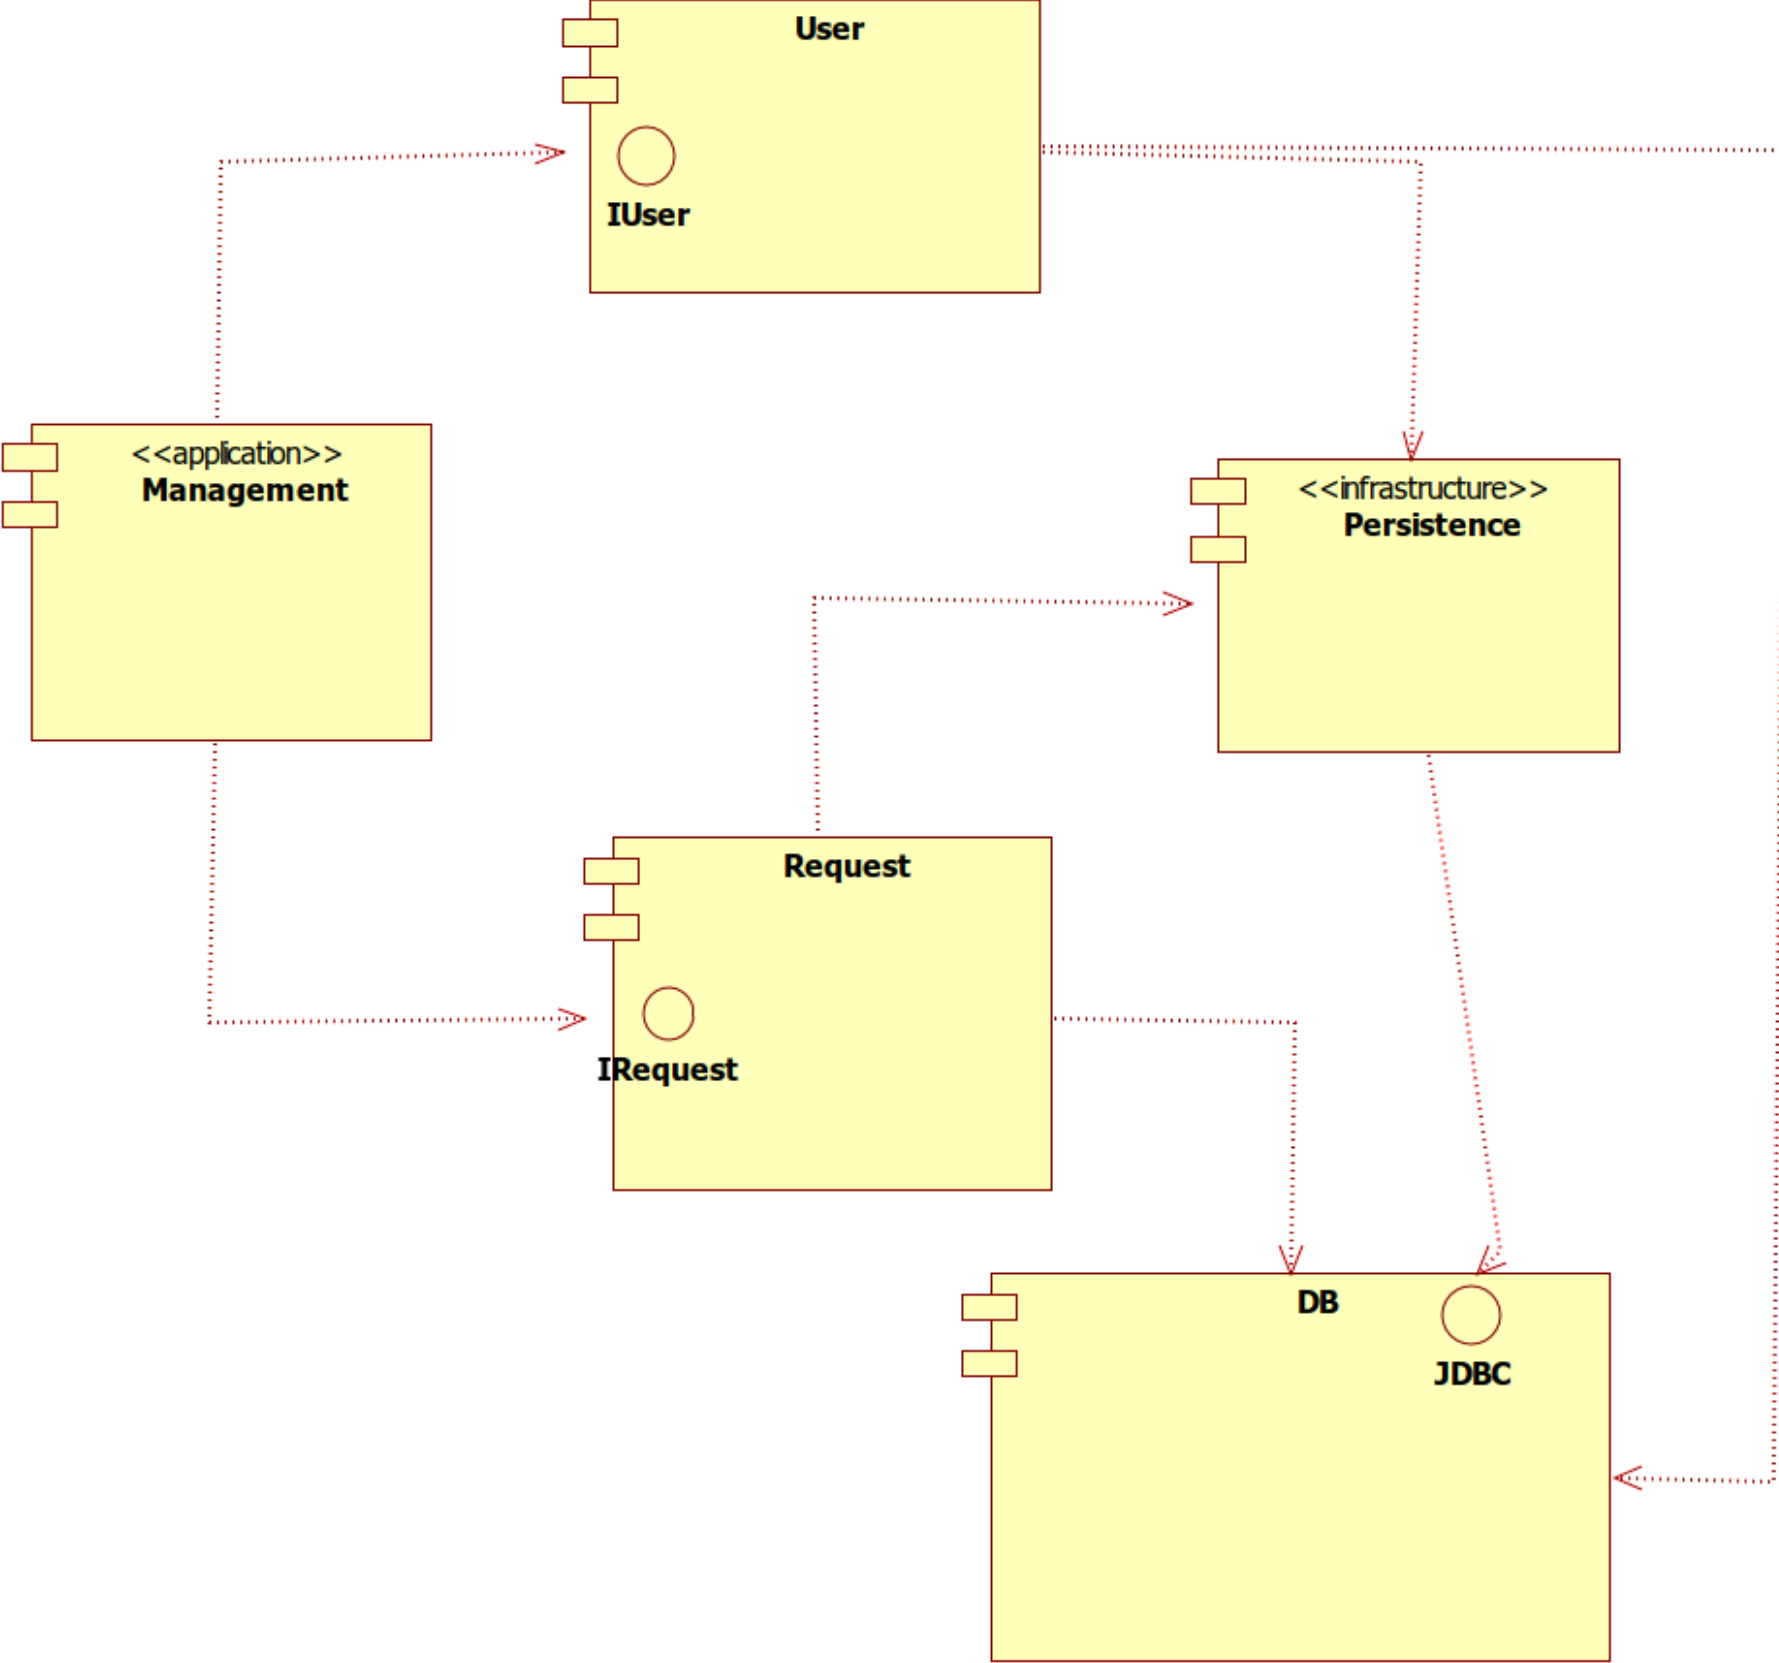 User
IUser
<<application>>
Management
<<infrastructure>>
Persistence
Request
IRequest
DB
JDBC